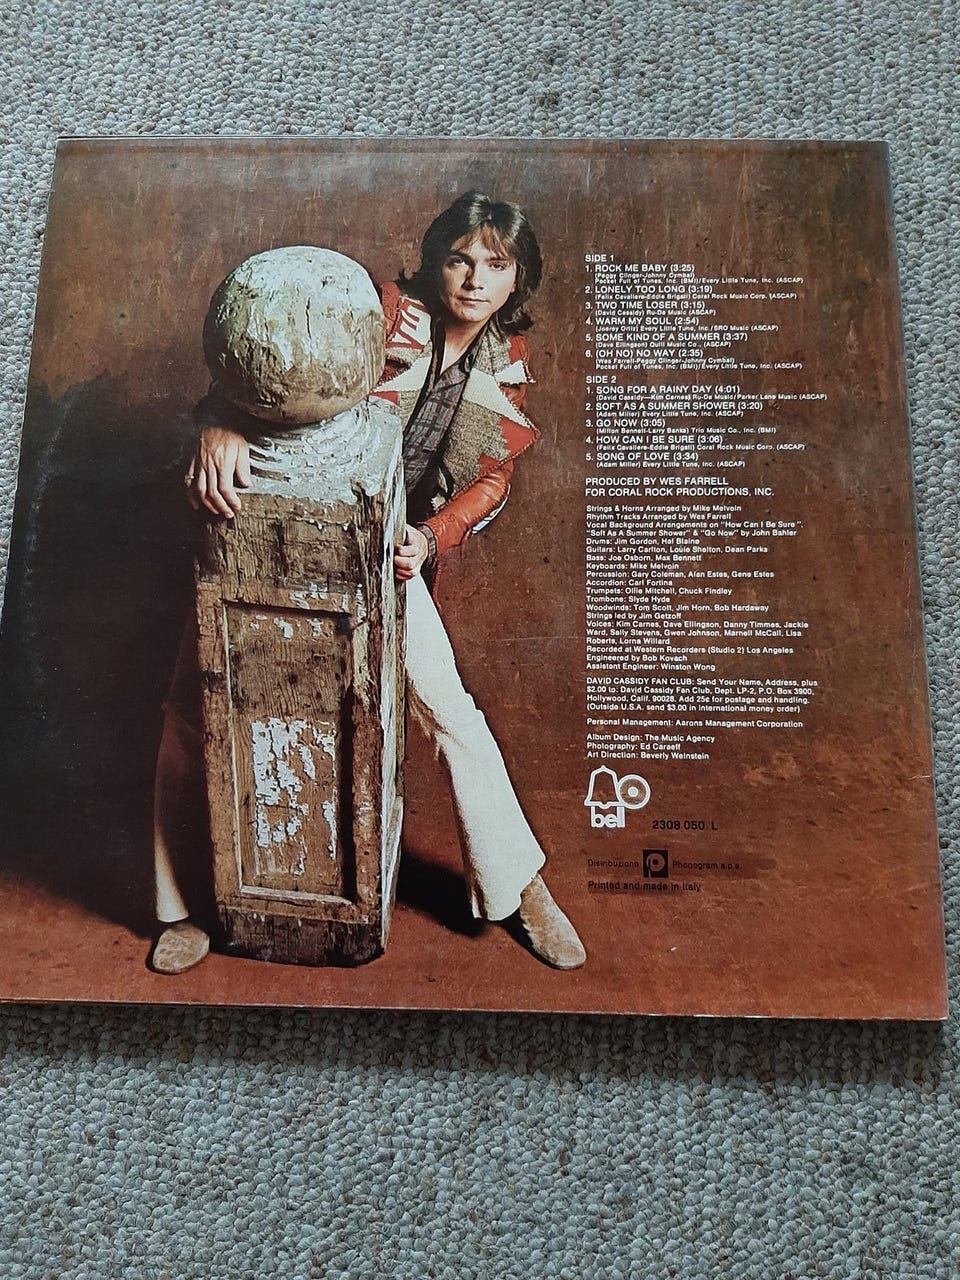 SIDE 1
1. ROCK ME BABY (3:25)
(Peggy Clinger-Johnny Cymbal)
Pocket Full of Tunes, Inc. (BMI)/Every Little Tune, Inc. (ASCAP)
2. LONELY TOO LONG (3:19)
(Felix Cavaliere-Eddie Brigati) Coral Rock Music Corp. (ASCAP)
3. TWO TIME LOSER (3:15)
(David Cassidy) Ru-Da Music (ASCAP)
4. WARM MY SOUL (2:54)
(Joerey Ortiz) Every Little Tune, Inc./SRO Music (ASCAP)
5. SOME KIND OF A SUMMER (3:37)
(Dave Ellingson) Quill Music Co., (ASCAP)
6. (OH NO) NO WAY (2:35)
(Wes Farrell-Peggy Clinger-Johnny Cymbal)
Pocket Full of Tunes, Inc. (BMI)/Every Little Tune, Inc. (ASCAP)
SIDE 2
1. SONG FOR A RAINY DAY (4:01)
(David Cassidy—Kim Carnes) Ru-Da Music/Parker Lane Music (ASCAP)
2. SOFT AS A SUMMER SHOWER (3:20)
(Adam Miller) Every Little Tune, Inc. (ASCAP)
3. GO NOW (3:05)
(Milton Bennett-Larry Banks) Trio Music Co., Inc. (BMI)
4. HOW CAN I BE SURE (3:06)
(Felix Cavaliere-Eddie Brigati) Coral Rock Music Corp. (ASCAP)
5. SONG OF LOVE (3:34)
(Adam Miller) Every Little Tune, Inc. (ASCAP)
PRODUCED BY WES FARRELL
FOR CORAL ROCK PRODUCTIONS, INC.
Strings & Horns Arranged by Mike Melvoin
Rhythm Tracks Arranged by Wes Farrell
Vocal Background Arrangements on "How Can I Be Sure",
"Soft As A Summer Shower" & "Go Now" by John Bahler
Drums: Jim Gordon, Hal Blaine
Guitars: Larry Carlton, Louie Shelton, Dean Parks
Bass: Joe Osborn, Max Bennett
Keyboards: Mike Melvoin
Percussion: Gary Coleman, Alan Estes, Gene Estes
Accordion: Carl Fortina
Trumpets: Ollie Mitchell, Chuck Findley
Trombone: Slyde Hyde
Woodwinds: Tom Scott, Jim Horn, Bob Hardaway
Strings led by Jim Getzoff
Voices: Kim Carnes, Dave Ellingson, Danny Timmes, Jackie
Ward, Sally Stevens, Gwen Johnson, Marnell McCall, Lisa
Roberts, Lorna Willard
Recorded at Western Recorders (Studio 2) Los Angeles
Engineered by Bob Kovach
Assistant Engineer: Winston Wong
DAVID CASSIDY FAN CLUB: Send Your Name, Address, plus
$2.00 to: David Cassidy Fan Club, Dept. LP-2, P.O. Box 3900,
Hollywood, Calif. 90028. Add 25¢ for postage and handling.
(Outside U.S.A. send $3.00 in international money order)
Personal Management: Aarons Management Corporation
Album Design: The Music Agency
Photography: Ed Caraeff
Art Direction: Beverly Weinstein
bell
2308 050 L
Distribuzione P Phonogram s.p.a.
Printed and made in Italy